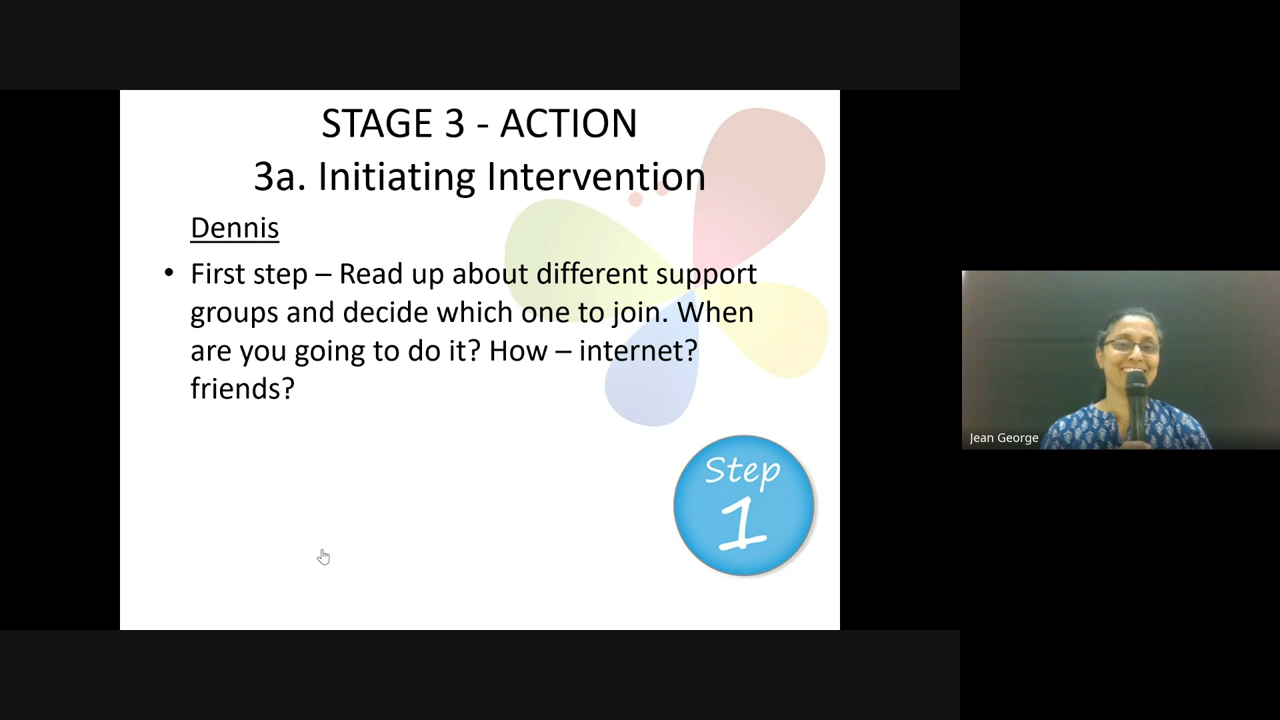 STAGE 3 - ACTION
3a. Initiating Intervention
Dennis
• First step – Read up about different support
groups and decide which one to join. When
are you going to do it? How – internet?
friends?
Step
1
Jean George